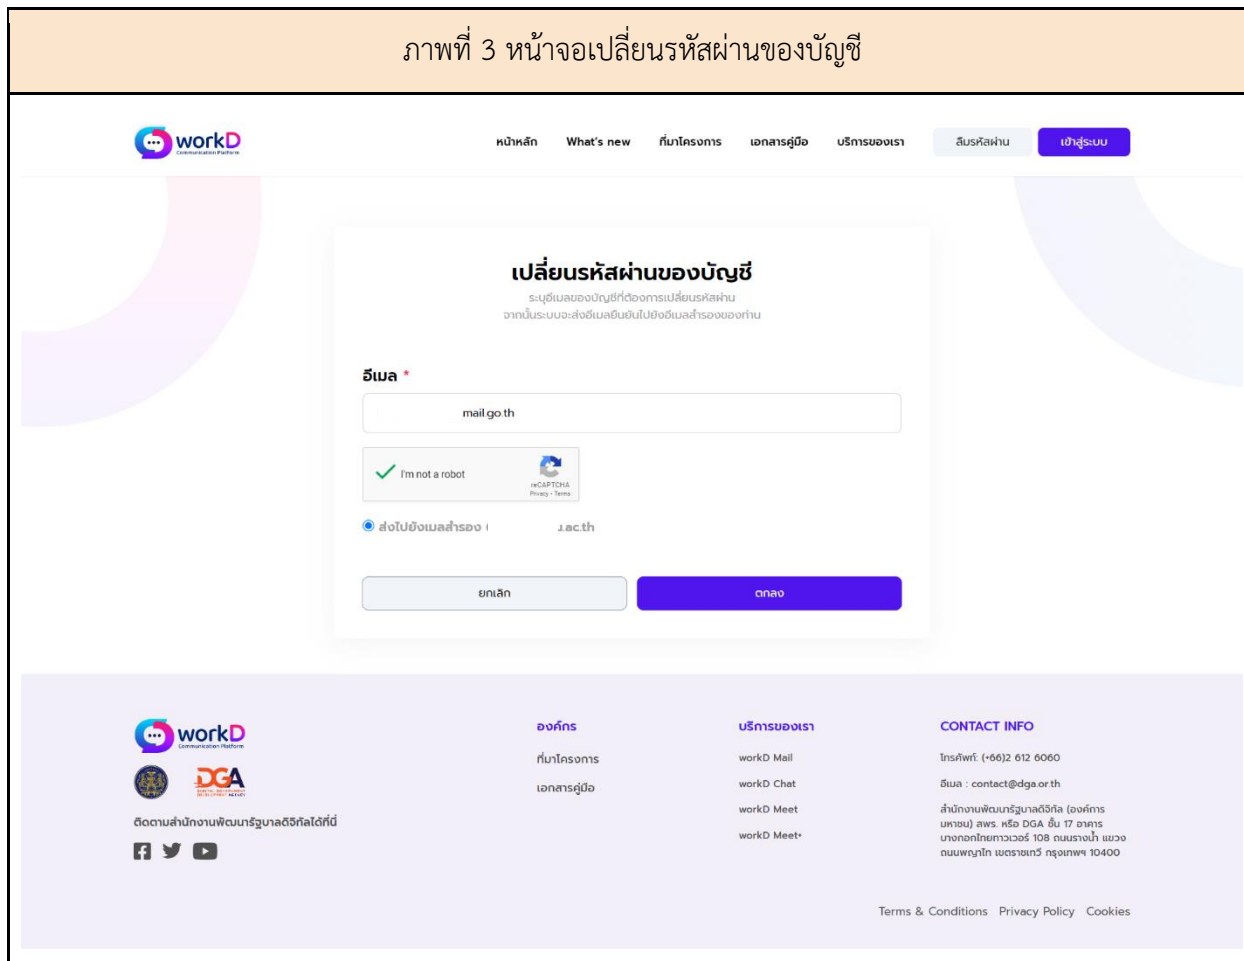 ภาพที่ 3 หน้าจอเปลี่ยนรหัสผ่านของบัญชี
workD
Communication Platform
หน้าหลัก What's new ที่มาโครงการ เอกสารคู่มือ บริการของเรา ลืมรหัสผ่าน เข้าสู่ระบบ
เปลี่ยนรหัสผ่านของบัญชี
ระบุอีเมลของบัญชีที่ต้องการเปลี่ยนรหัสผ่าน
จากนั้นระบบจะส่งอีเมลยืนยันไปยังอีเมลสำรองของท่าน
อีเมล *
mail.go.th
I'm not a robot
reCAPTCHA
Privacy - Terms
ส่งไปยังเมลสำรอง .ac.th
ยกเลิก ตกลง
workD
Communication Platform
DGA
ติดตามสำนักงานพัฒนารัฐบาลดิจิทัลได้ที่นี่
องค์กร
ที่มาโครงการ
เอกสารคู่มือ
บริการของเรา
workD Mail
workD Chat
workD Meet
workD Meet+
CONTACT INFO
โทรศัพท์: (+66)2 612 6060
อีเมล : contact@dga.or.th
สำนักงานพัฒนารัฐบาลดิจิทัล (องค์การ
มหาชน) สพร. หรือ DGA ชั้น 17 อาคาร
บางกอกไทยทาวเวอร์ 108 ถนนรางน้ำ แขวง
ถนนพญาไท เขตราชเทวี กรุงเทพฯ 10400
Terms & Conditions Privacy Policy Cookies